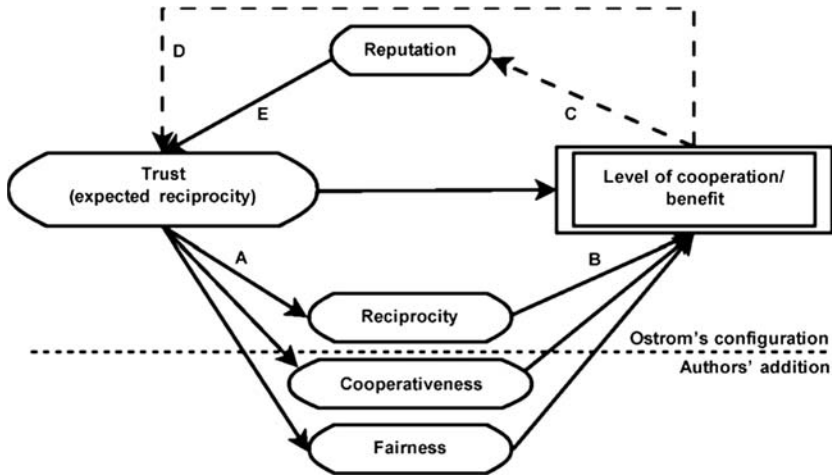 D
Reputation
E
C
Trust
(expected reciprocity)
Level of cooperation/
benefit
A
B
Reciprocity
Ostrom's configuration
Cooperativeness
Authors' addition
Fairness